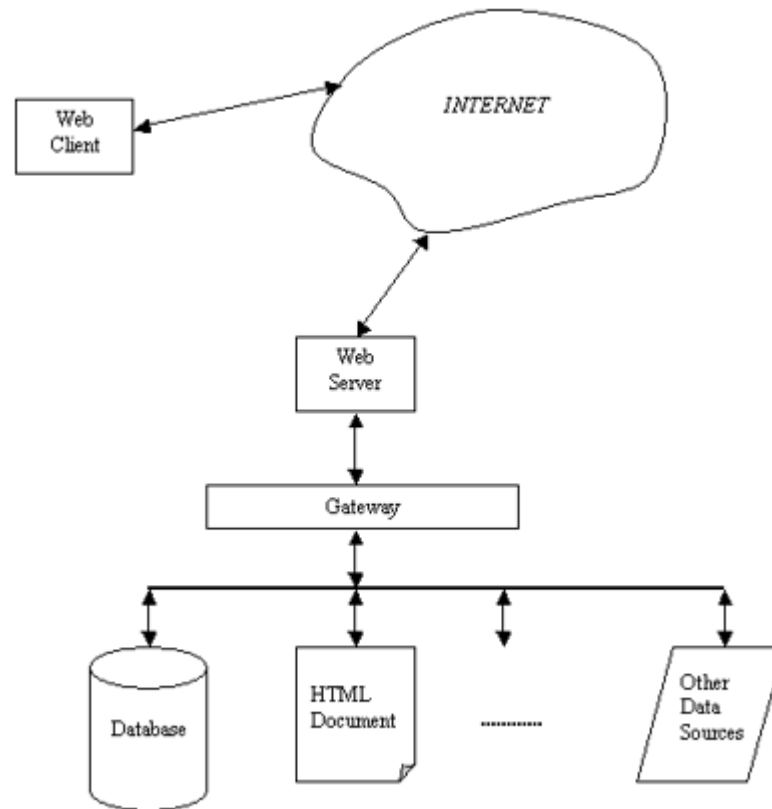 INTERNET
Web
Client
Web
Server
Gateway
Database
HTML
Document
............
Other
Data
Sources